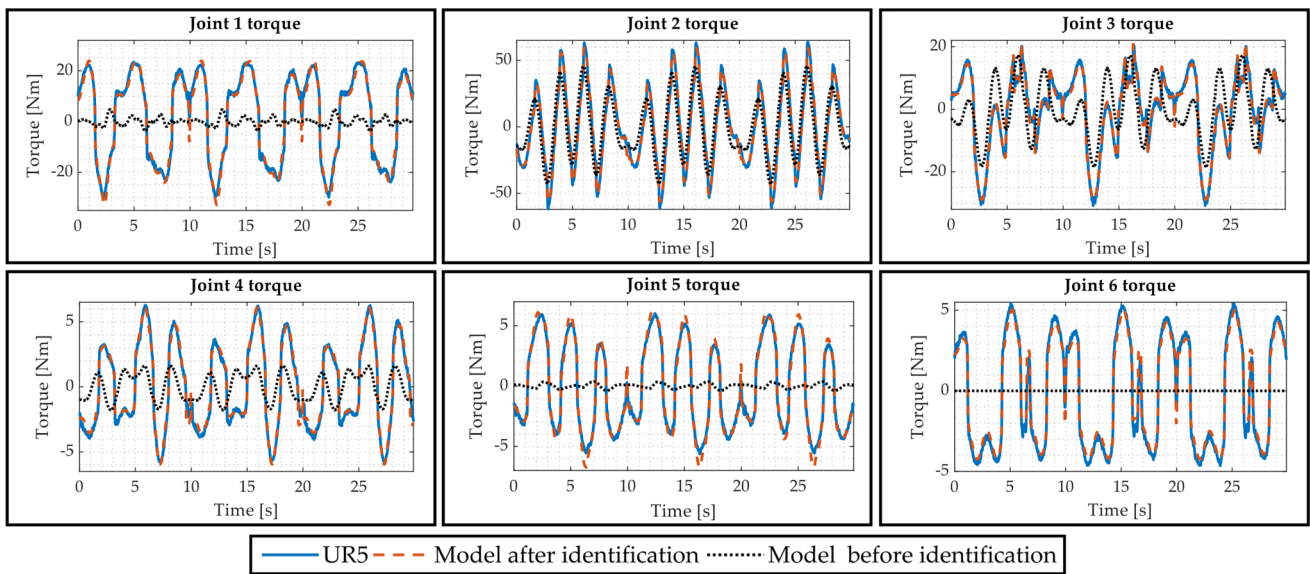 Joint 1 torque
Torque [Nm]
20
0
-20
0 5 10 15 20 25
Time [s]
Joint 2 torque
Torque [Nm]
50
0
-50
0 5 10 15 20 25
Time [s]
Joint 3 torque
Torque [Nm]
20
0
-20
0 5 10 15 20 25
Time [s]
Joint 4 torque
Torque [Nm]
5
0
-5
0 5 10 15 20 25
Time [s]
Joint 5 torque
Torque [Nm]
5
0
-5
0 5 10 15 20 25
Time [s]
Joint 6 torque
Torque [Nm]
5
0
-5
0 5 10 15 20 25
Time [s]
UR5 Model after identification Model before identification